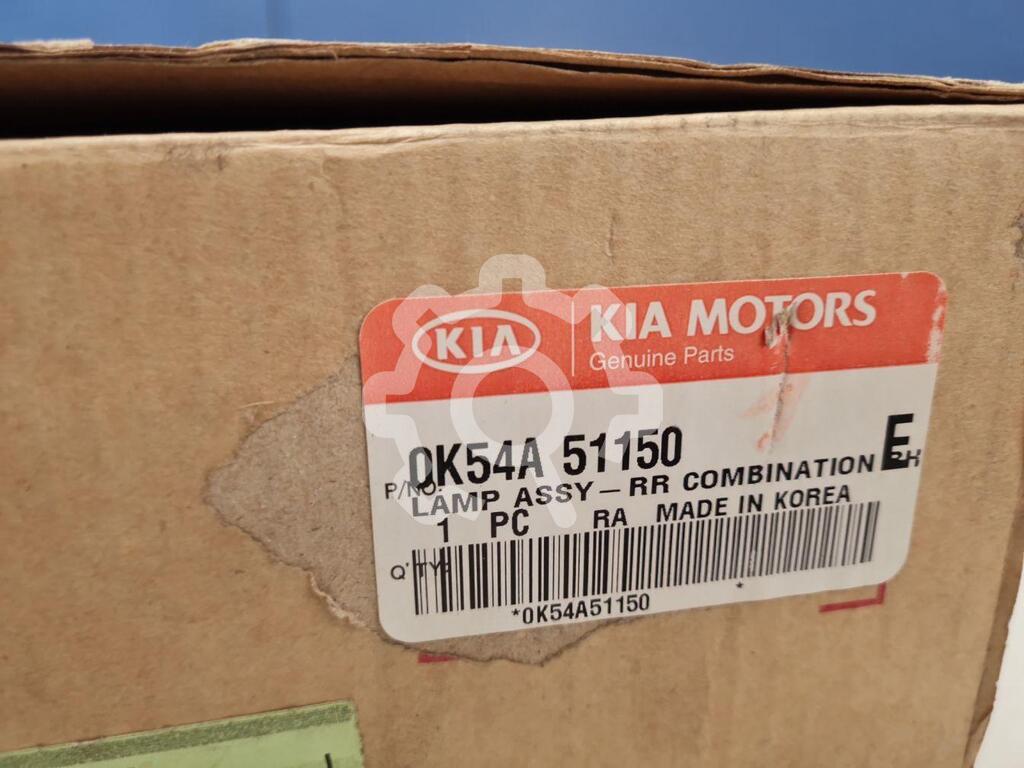 KIA
KIA MOTORS
Genuine Parts
P/NO: 0K54A 51150 E
LAMP ASSY–RR COMBINATION RH
1 PC RA MADE IN KOREA
Q'TY:
*0K54A51150 *